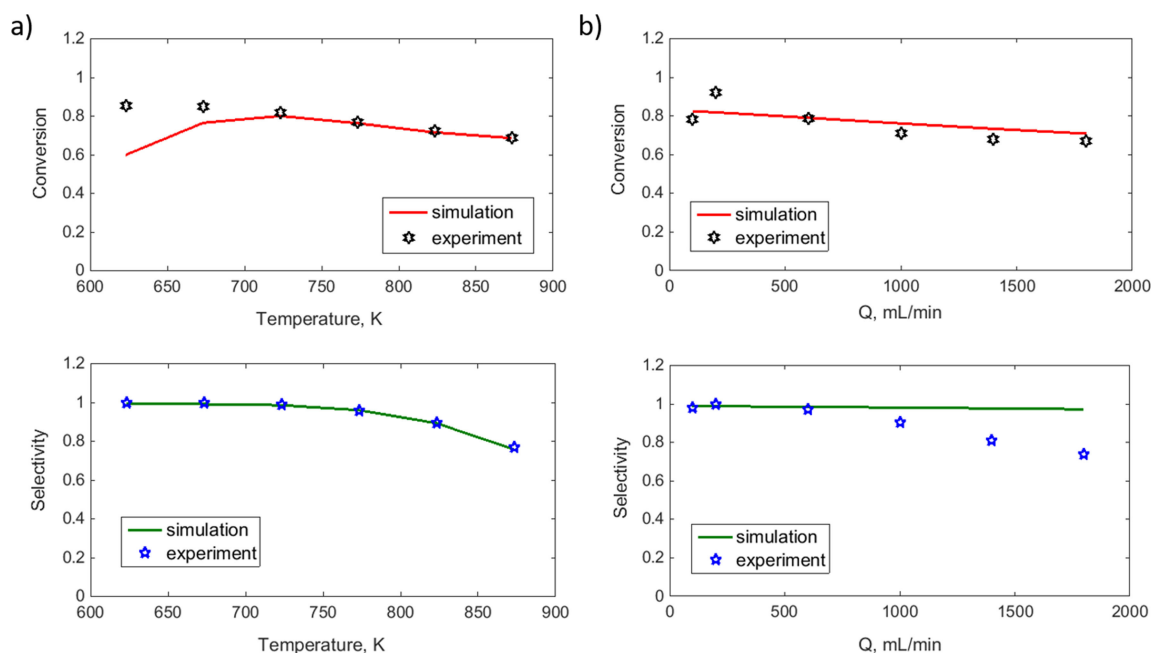 a)
1.2
1
0.8
0.6
0.4
0.2
0
Conversion
simulation
experiment
600 650 700 750 800 850 900
Temperature, K
b)
1.2
1
0.8
0.6
0.4
0.2
0
Conversion
simulation
experiment
0 500 1000 1500 2000
Q, mL/min
1.2
1
0.8
0.6
0.4
0.2
0
Selectivity
simulation
experiment
600 650 700 750 800 850 900
Temperature, K
1.2
1
0.8
0.6
0.4
0.2
0
Selectivity
simulation
experiment
0 500 1000 1500 2000
Q, mL/min